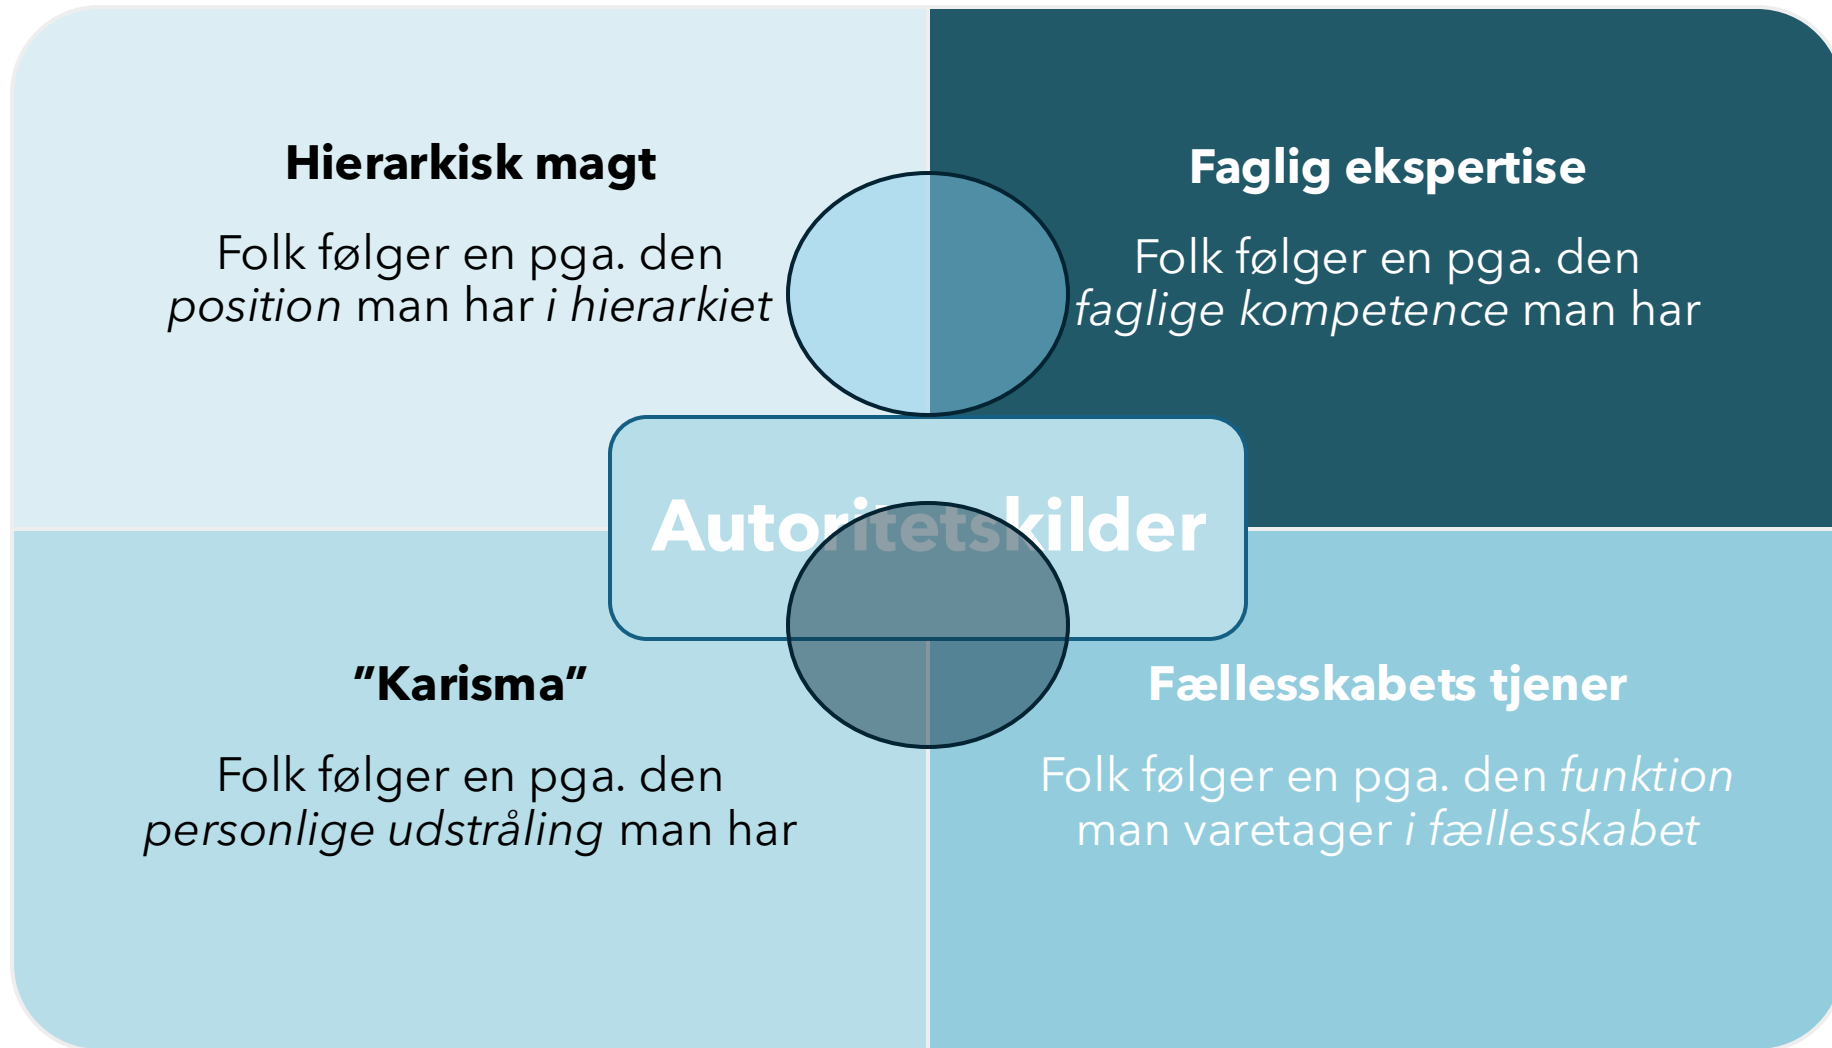 Hierarkisk magt
Folk følger en pga. den
position man har i hierarkiet
Faglig ekspertise
Folk følger en pga. den
faglige kompetence man har
Autoritetskilder
”Karisma”
Folk følger en pga. den
personlige udstråling man har
Fællesskabets tjener
Folk følger en pga. den funktion
man varetager i fællesskabet